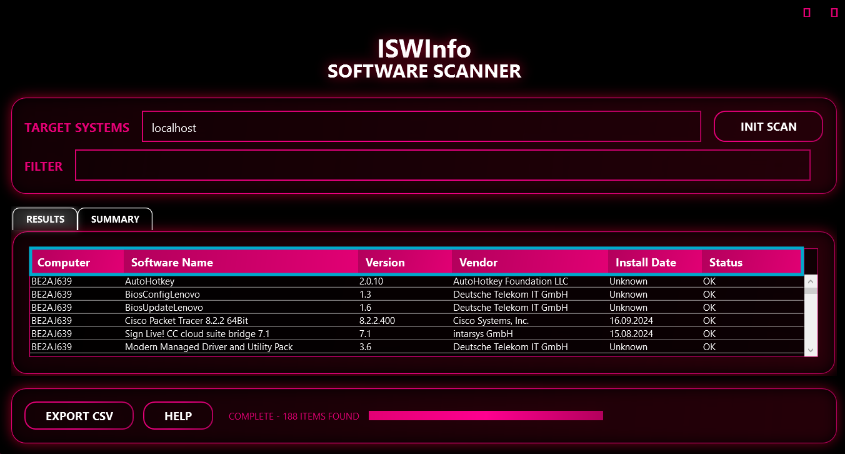 ISWInfo
SOFTWARE SCANNER
TARGET SYSTEMS localhost INIT SCAN
FILTER
RESULTS SUMMARY
Computer Software Name Version Vendor Install Date Status
BE2AJ639 AutoHotkey 2.0.10 AutoHotkey Foundation LLC Unknown OK
BE2AJ639 BiosConfigLenovo 1.3 Deutsche Telekom IT GmbH Unknown OK
BE2AJ639 BiosUpdateLenovo 1.6 Deutsche Telekom IT GmbH Unknown OK
BE2AJ639 Cisco Packet Tracer 8.2.2 64Bit 8.2.2.400 Cisco Systems, Inc. 16.09.2024 OK
BE2AJ639 Sign Live! CC cloud suite bridge 7.1 7.1 intarsys GmbH 15.08.2024 OK
BE2AJ639 Modern Managed Driver and Utility Pack 3.6 Deutsche Telekom IT GmbH Unknown OK
EXPORT CSV HELP COMPLETE - 188 ITEMS FOUND